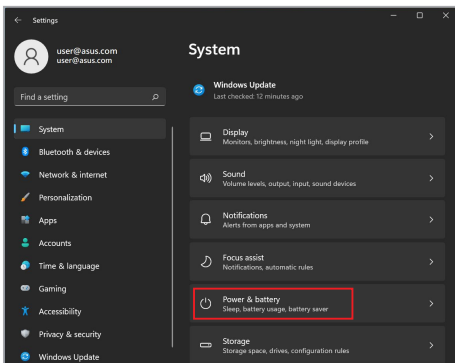 Settings
user@asus.com
user@asus.com
Find a setting
System
Bluetooth & devices
Network & internet
Personalization
Apps
Accounts
Time & language
Gaming
Accessibility
Privacy & security
Windows Update
System
Windows Update
Last checked: 12 minutes ago
Display
Monitors, brightness, night light, display profile
Sound
Volume levels, output, input, sound devices
Notifications
Alerts from apps and system
Focus assist
Notifications, automatic rules
Power & battery
Sleep, battery usage, battery saver
Storage
Storage space, drives, configuration rules